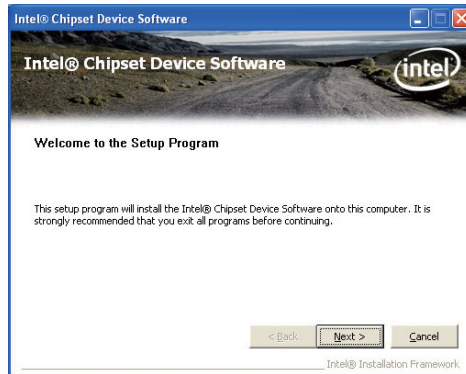 Intel® Chipset Device Software
Intel® Chipset Device Software
intel®
Welcome to the Setup Program
This setup program will install the Intel® Chipset Device Software onto this computer. It is
strongly recommended that you exit all programs before continuing.
< Back
Next >
Cancel
Intel® Installation Framework